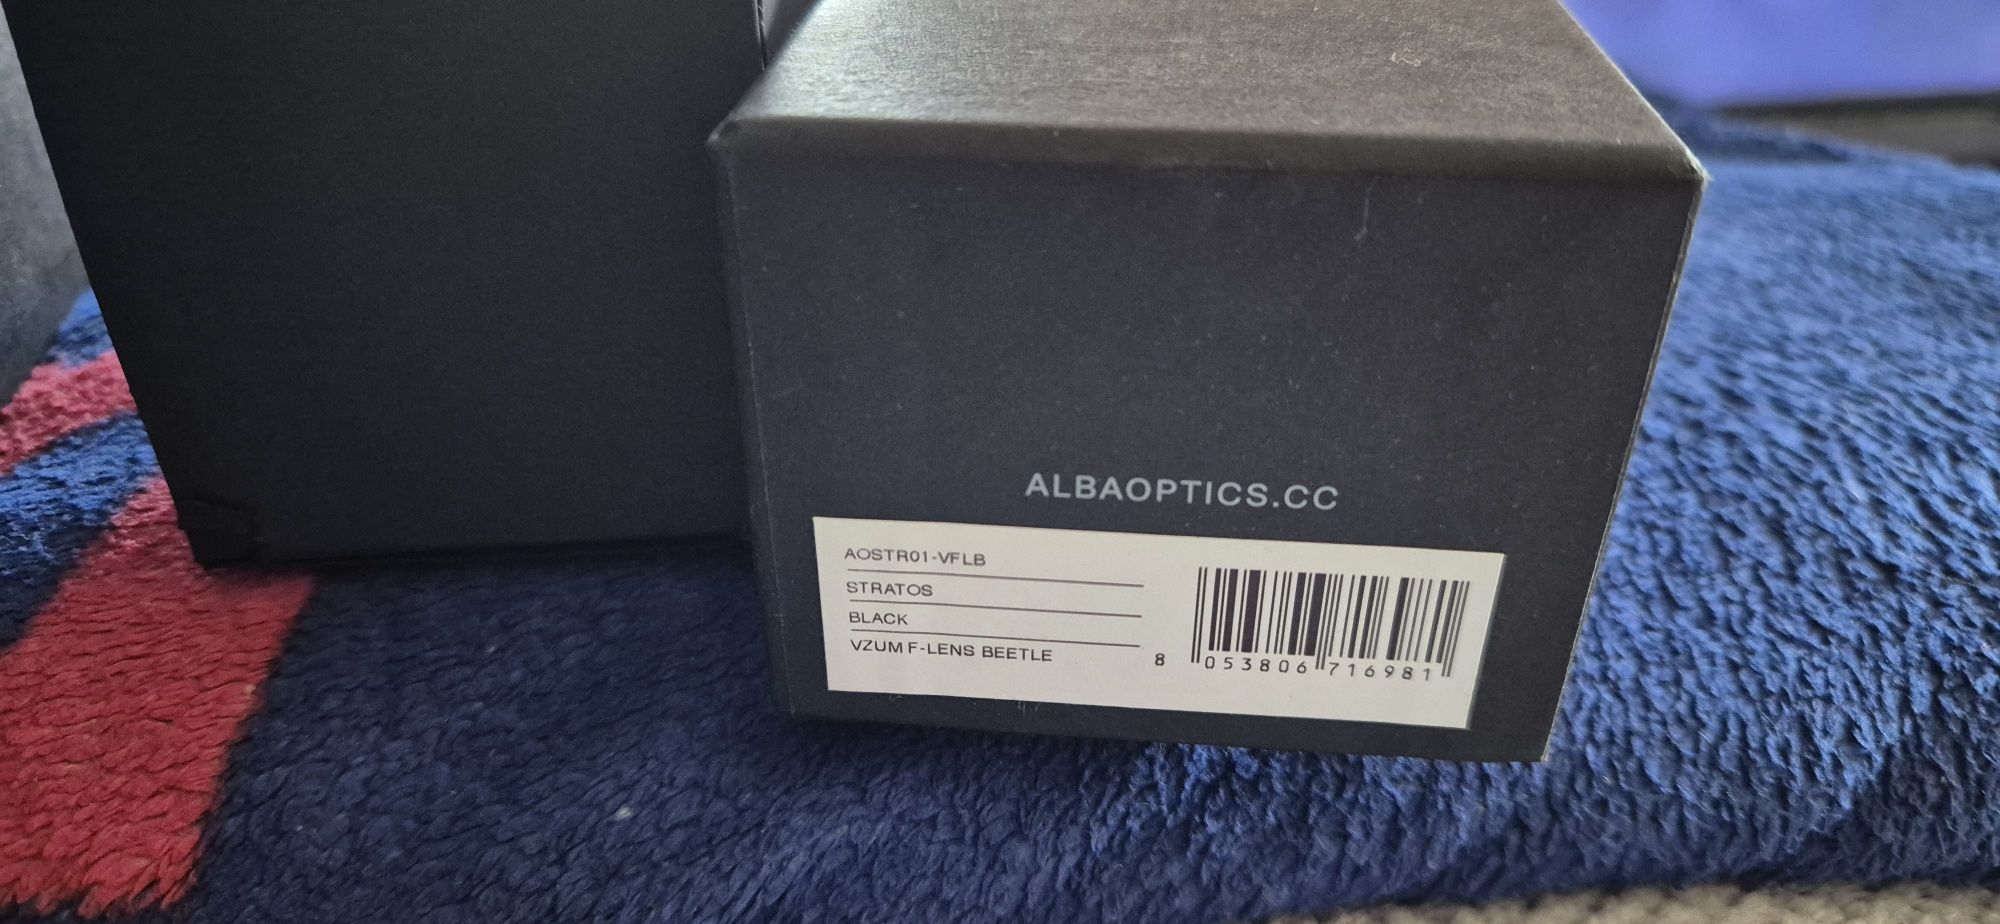 ALBAOPTICS.CC
AOSTR01-VFLB
STRATOS
BLACK
VZUM F-LENS BEETLE
8 053806 716981